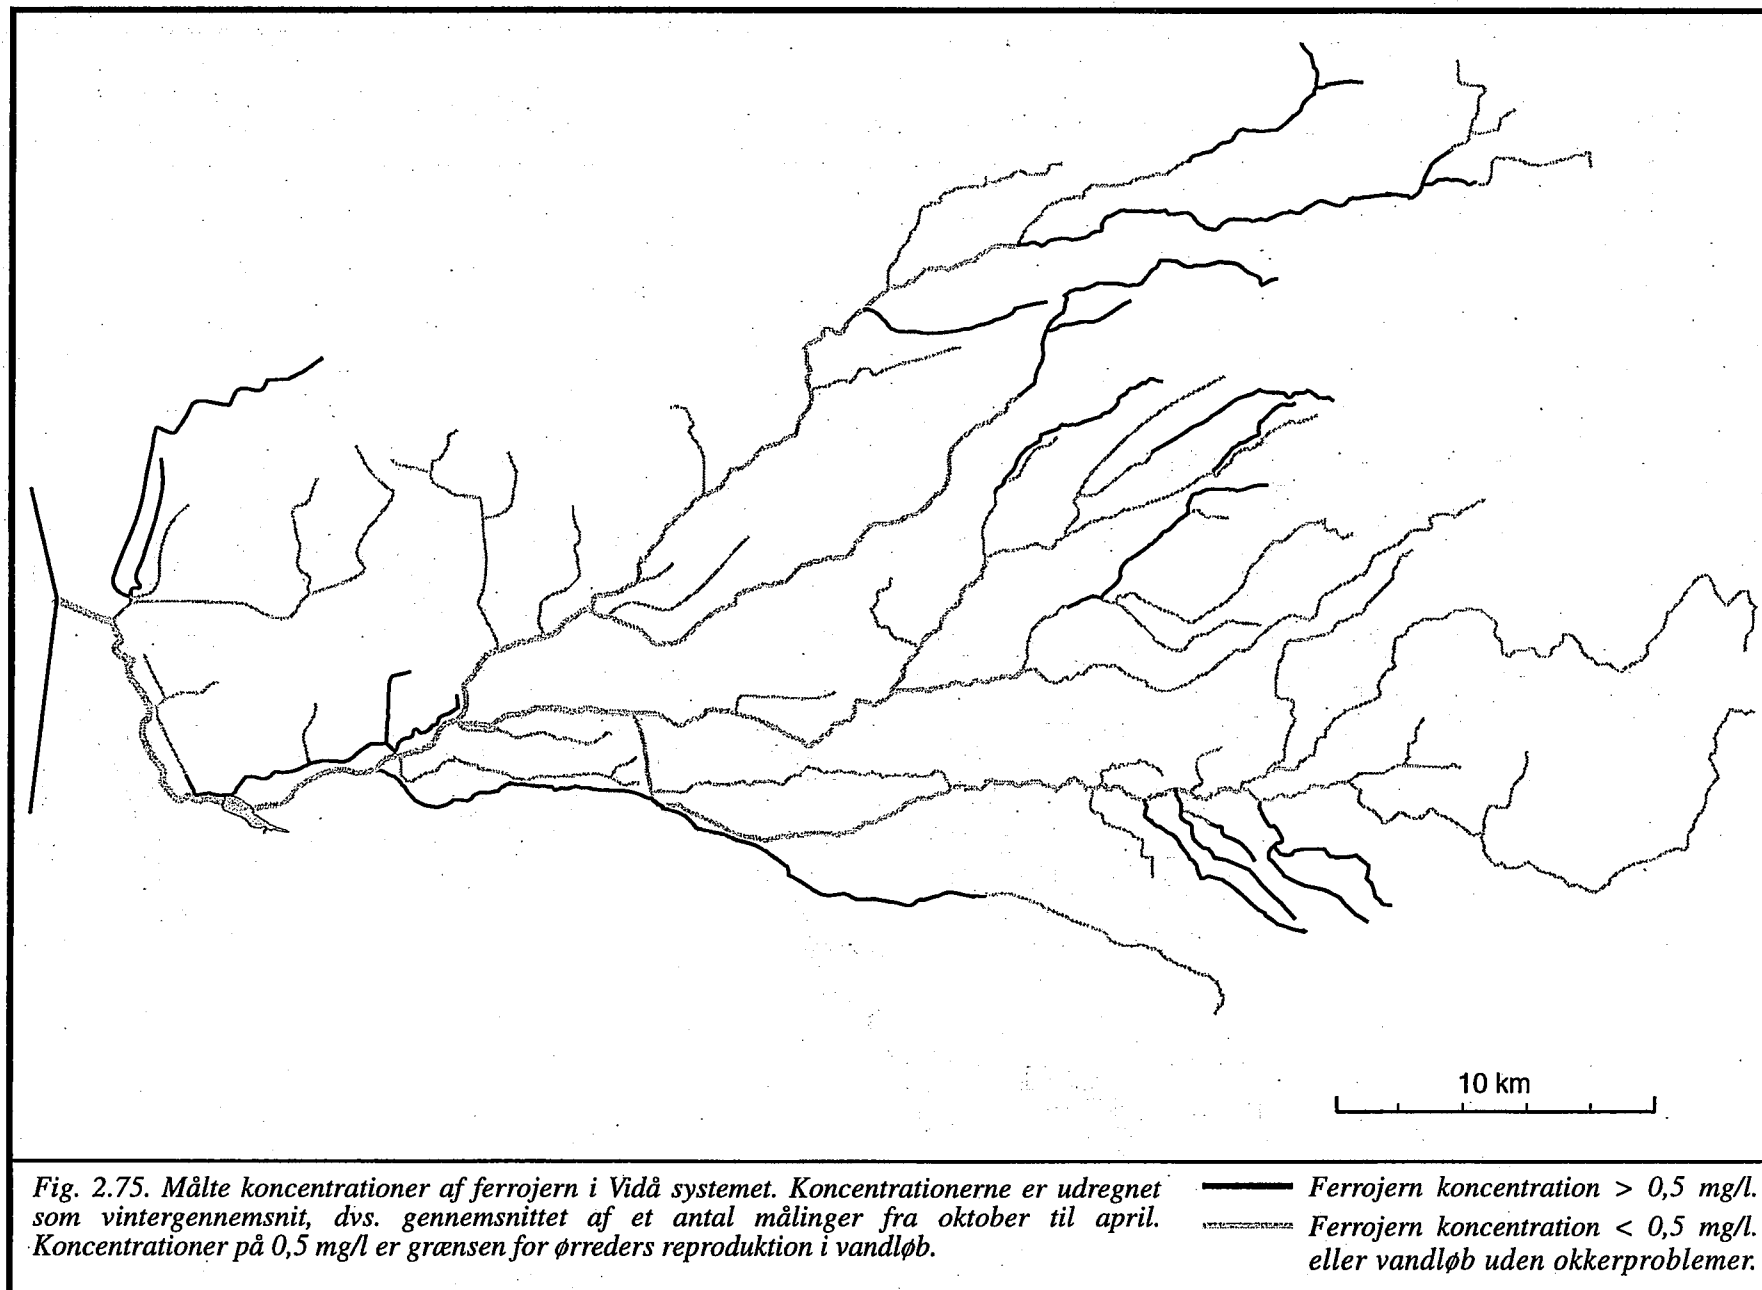 10 km
Fig. 2.75. Målte koncentrationer af ferrojern i Vidå systemet. Koncentrationerne er udregnet
som vintergennemsnit, dvs. gennemsnittet af et antal målinger fra oktober til april.
Koncentrationer på 0,5 mg/l er grænsen for ørreders reproduktion i vandløb.
Ferrojern koncentration > 0,5 mg/l.
Ferrojern koncentration < 0,5 mg/l.
eller vandløb uden okkerproblemer.